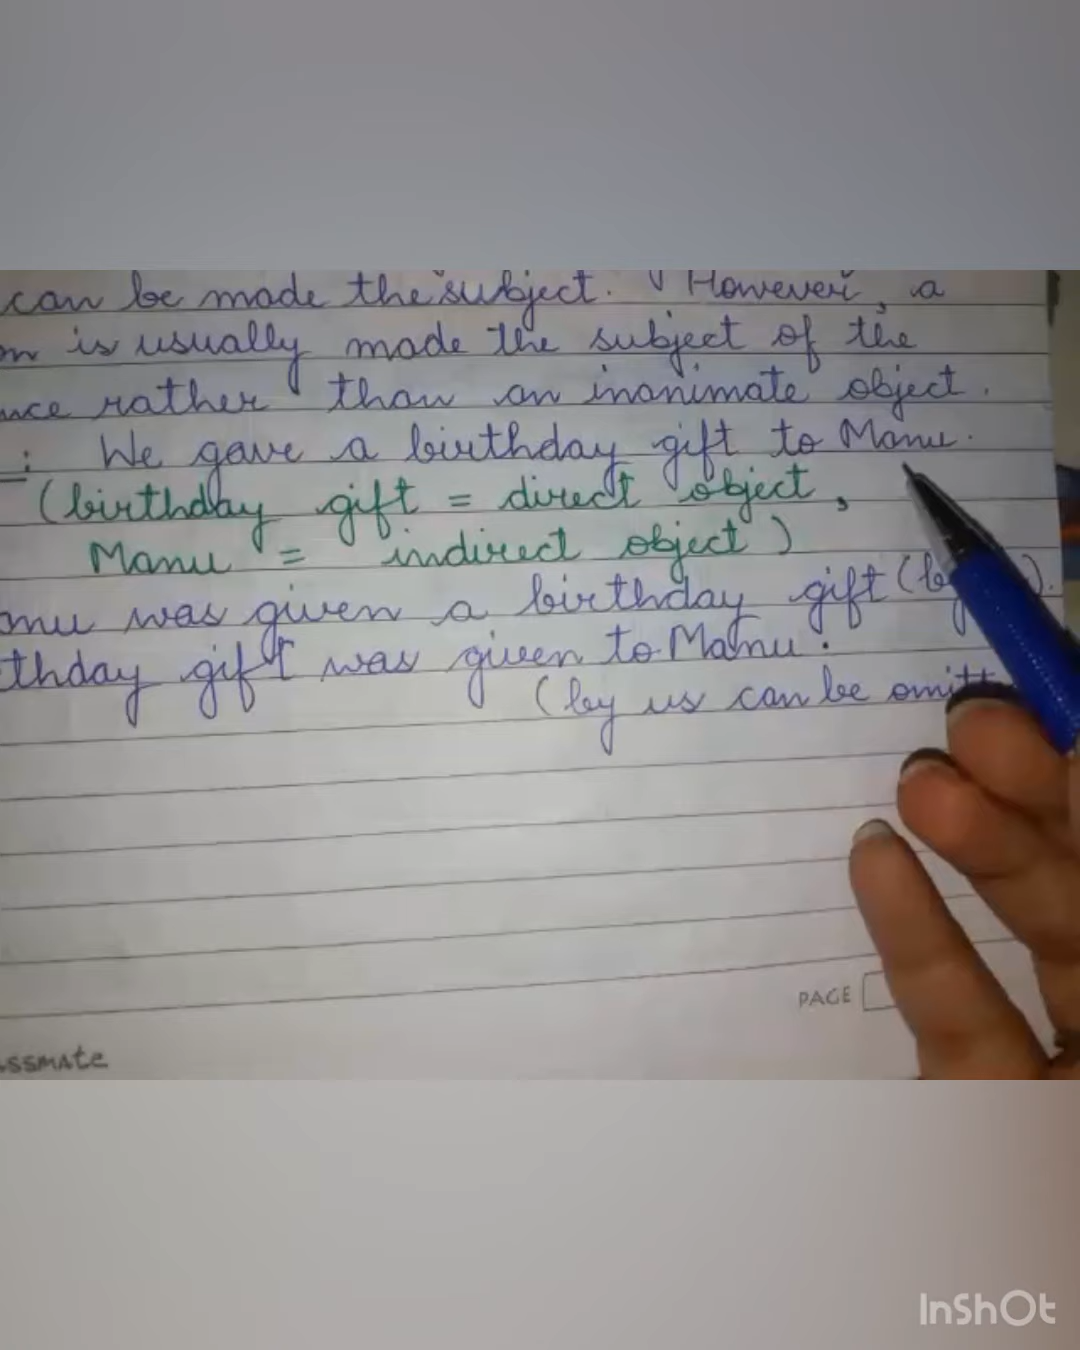 can be made the subject. However, a
is usually made the subject of the
rather than an inanimate object.
: We gave a birthday gift to Manu.
(birthday gift = direct object,
Manu = indirect object)
was given a birthday gift (
gift was given to Manu.
(by us can be
PAGE
InShOt